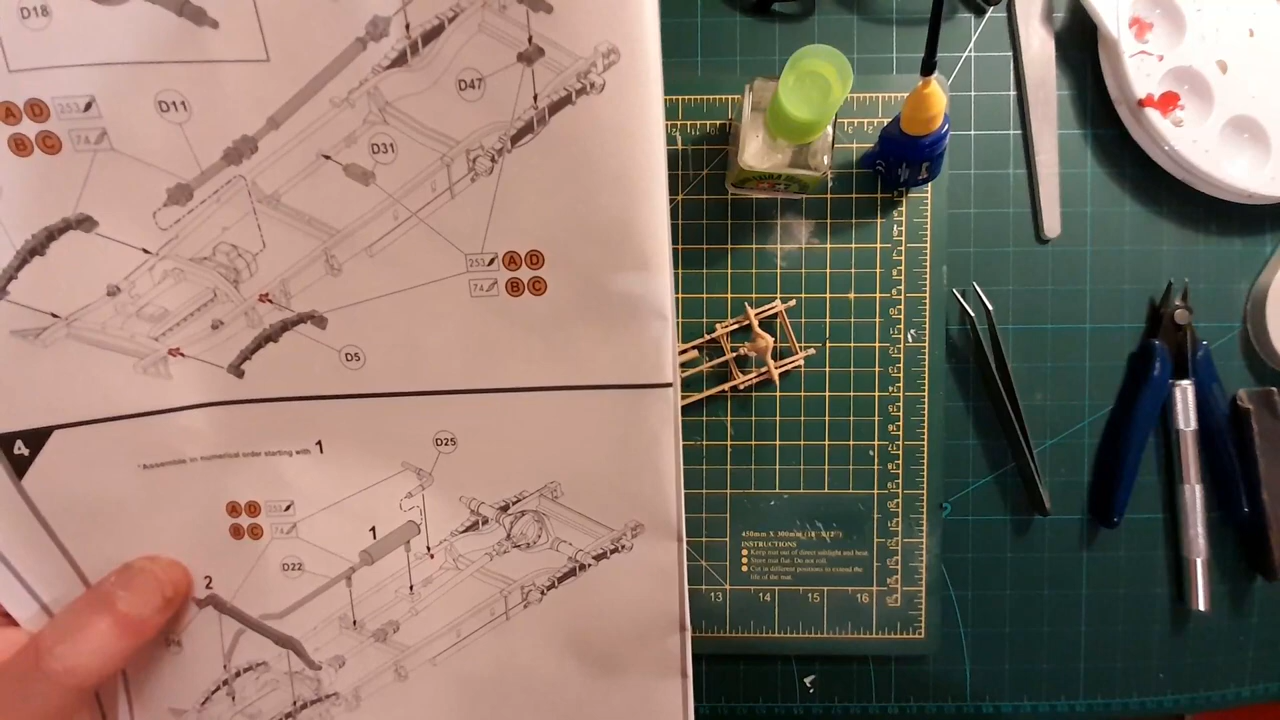 D18
D47
A D 253
B C 74
D11
D31
253 A D
74 B C
D5
4
*Assemble in numerical order starting with 1
D25
A D 253
B C 74
1
D22
2
450mm X 300mm (18"X12")
INSTRUCTIONS
Keep mat out of direct sunlight and heat.
Store mat flat. Do not roll.
Cut in different positions to extend the
life of the mat.
13 14 15 16